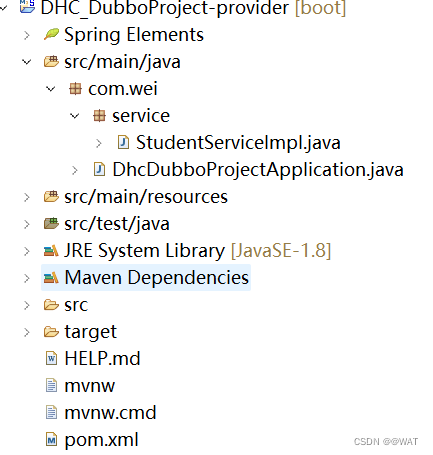 DHC_DubboProject-provider [boot]
Spring Elements
src/main/java
com.wei
service
StudentServiceImpl.java
DhcDubboProjectApplication.java
src/main/resources
src/test/java
JRE System Library [JavaSE-1.8]
Maven Dependencies
src
target
HELP.md
mvnw
mvnw.cmd
pom.xml
CSDN @@WAT